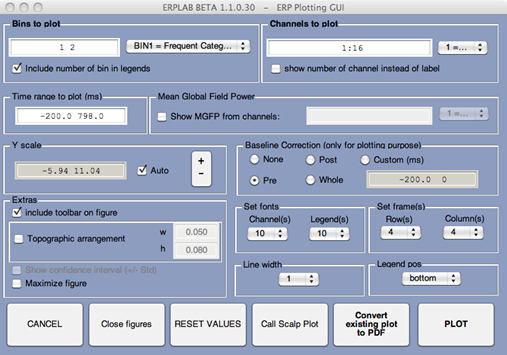 ERPLAB BETA 1.1.0.30 - ERP Plotting GUI
Bins to plot
1 2
BIN1 = Frequent Categ...
Include number of bin in legends
Channels to plot
1:16
1 =...
show number of channel instead of label
Time range to plot (ms)
-200.0 798.0
Mean Global Field Power
Show MGFP from channels:
1 =...
Y scale
-5.94 11.04
Auto
+
-
Baseline Correction (only for plotting purpose)
None
Post
Custom (ms)
Pre
Whole
-200.0 0
Extras
include toolbar on figure
Topographic arrangement
w
0.050
h
0.080
Show confidence interval (+/- Std)
Maximize figure
Set fonts
Channel(s)
Legend(s)
10
10
Set frame(s)
Row(s)
Column(s)
4
4
Line width
1
Legend pos
bottom
CANCEL
Close figures
RESET VALUES
Call Scalp Plot
Convert
existing plot
to PDF
PLOT